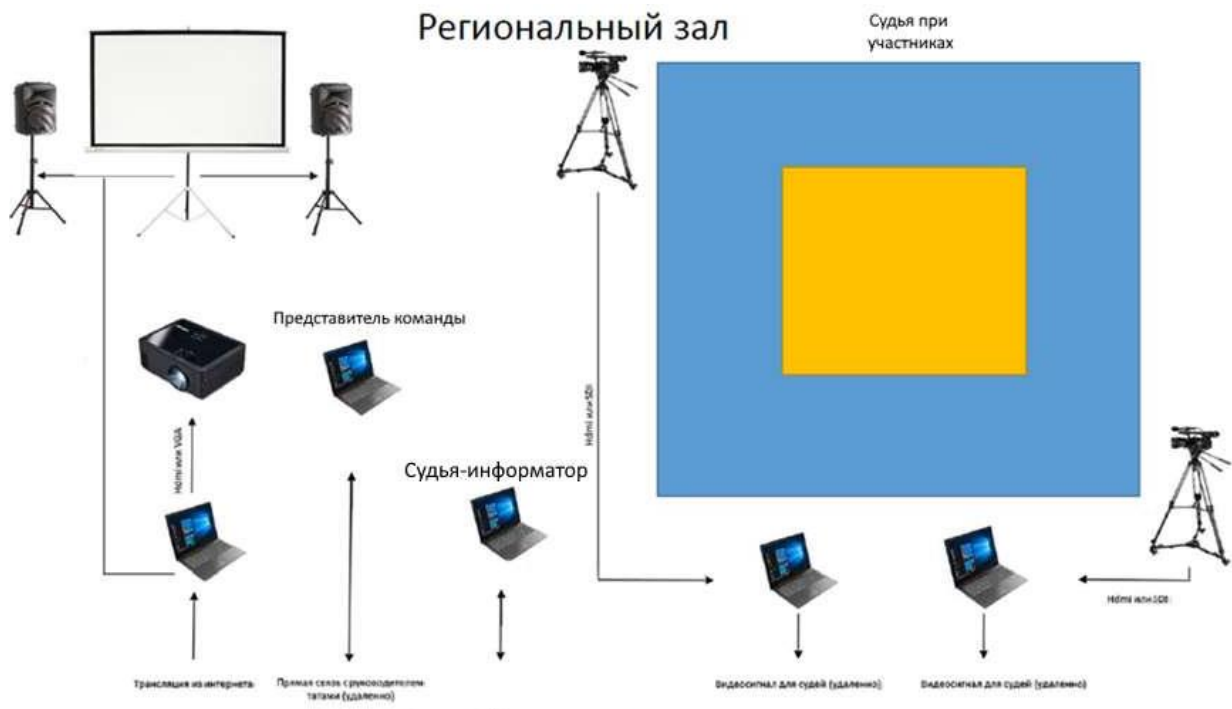 Региональный зал
Судья при
участниках
Представитель команды
Судья-информатор
Hdmi или VGA
Hdmi или SDI
Hdmi или SDI
Трансляция из интернета
Прямая связь с руководителем
татами (удаленно)
Видеосигнал для судей (удаленно)
Видеосигнал для судей (удаленно)